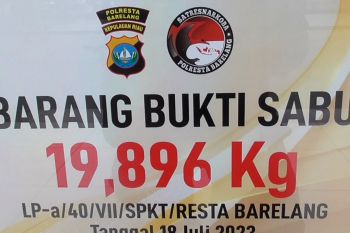 POLRESTA
BARELANG
KEPULAUAN RIAU
SATRESNARKOBA
POLRESTA BARELANG
BARANG BUKTI SABU
19,896 Kg
LP-a/40/VII/SPKT/RESTA BARELANG
Tanggal 18 Juli 2023